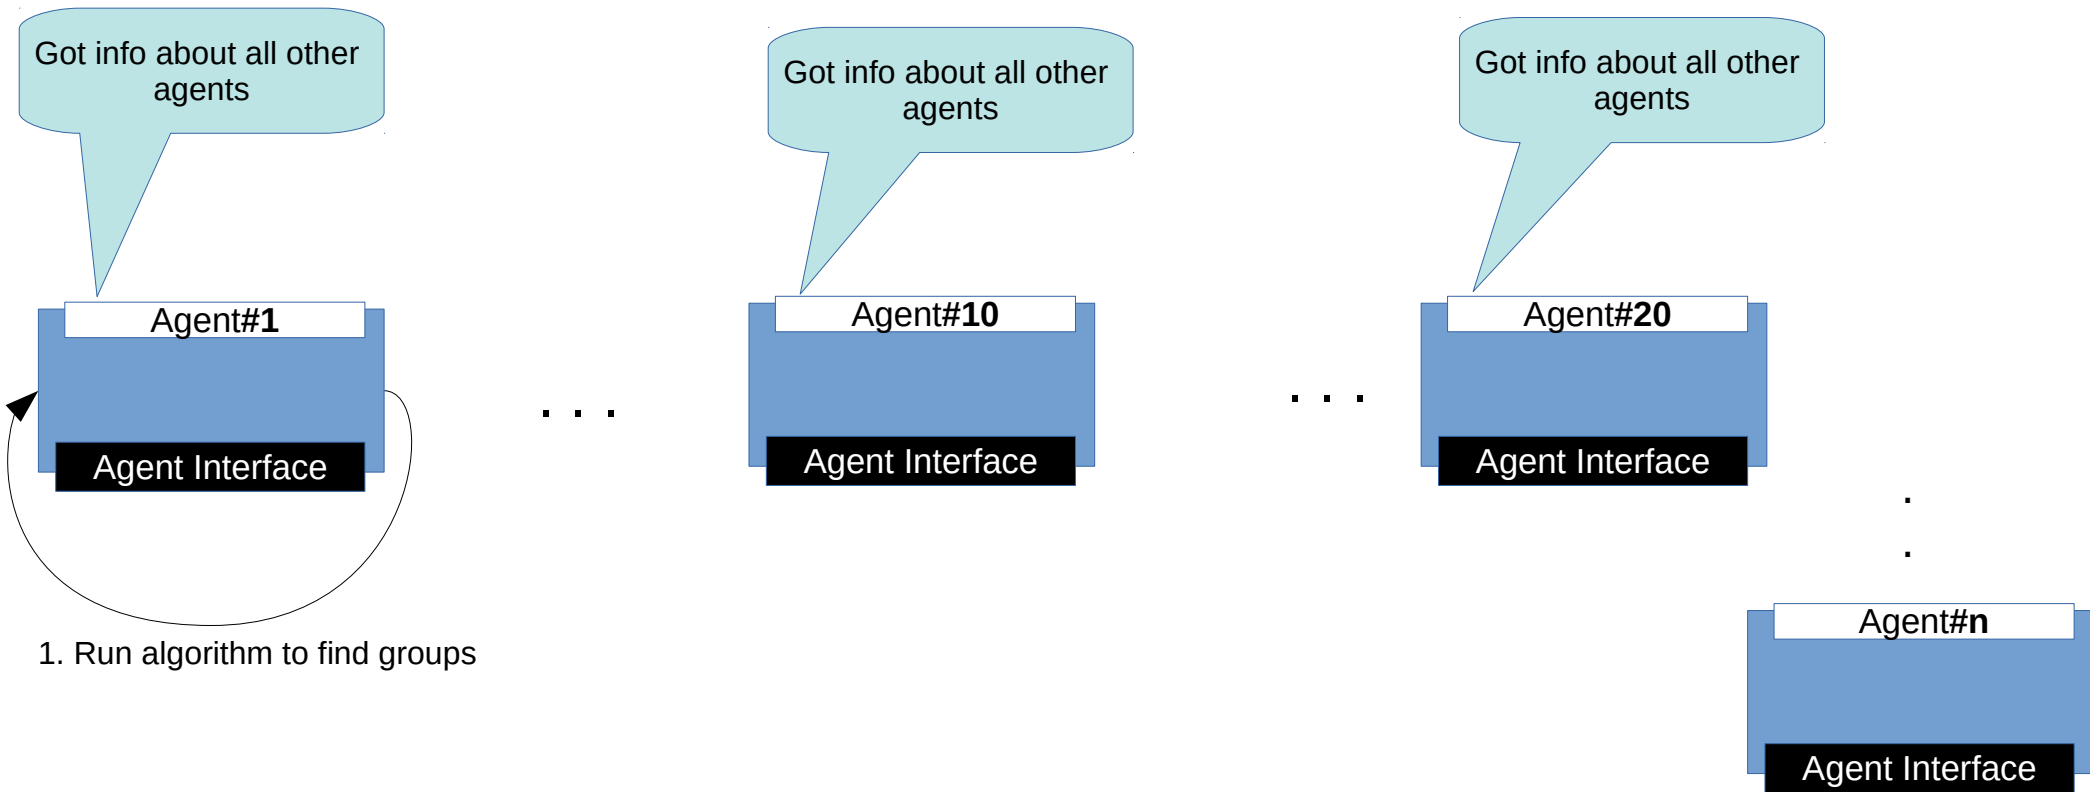 Got info about all other
agents
Got info about all other
agents
Got info about all other
agents
Agent#1
Agent#10
Agent#20
. . .
. . .
Agent Interface
Agent Interface
Agent Interface
.
.
Agent#n
1. Run algorithm to find groups
Agent Interface